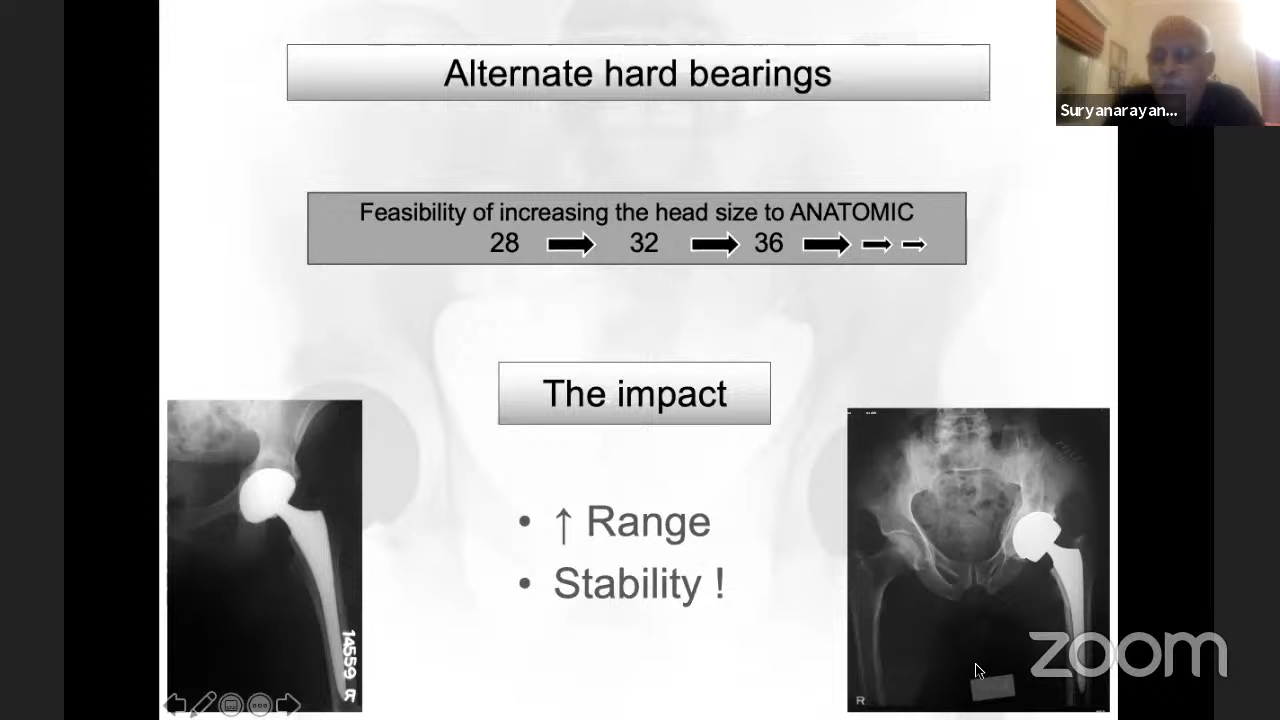 Alternate hard bearings
Suryanarayan...
Feasibility of increasing the head size to ANATOMIC
28 32 36
The impact
• ↑ Range
• Stability !
14559 R
R
zoom